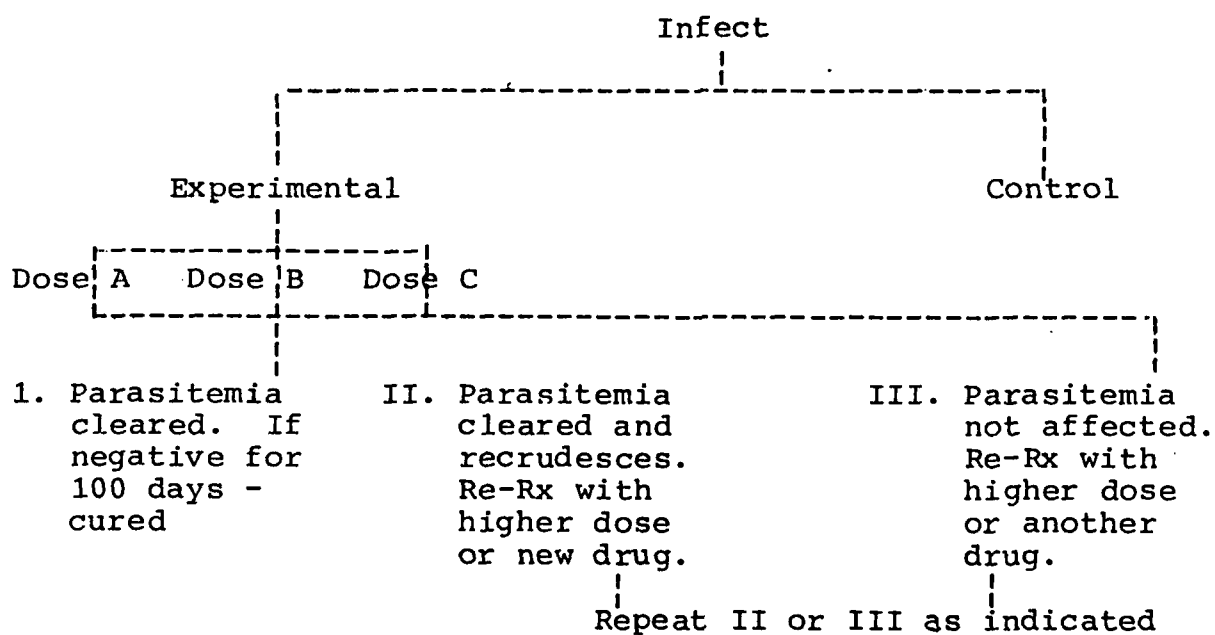 Infect
Experimental Control
Dose A Dose B Dose C
1. Parasitemia II. Parasitemia III. Parasitemia
cleared. If cleared and not affected.
negative for recrudesces. Re-Rx with
100 days - Re-Rx with higher dose
cured higher dose or another
or new drug. drug.
Repeat II or III as indicated